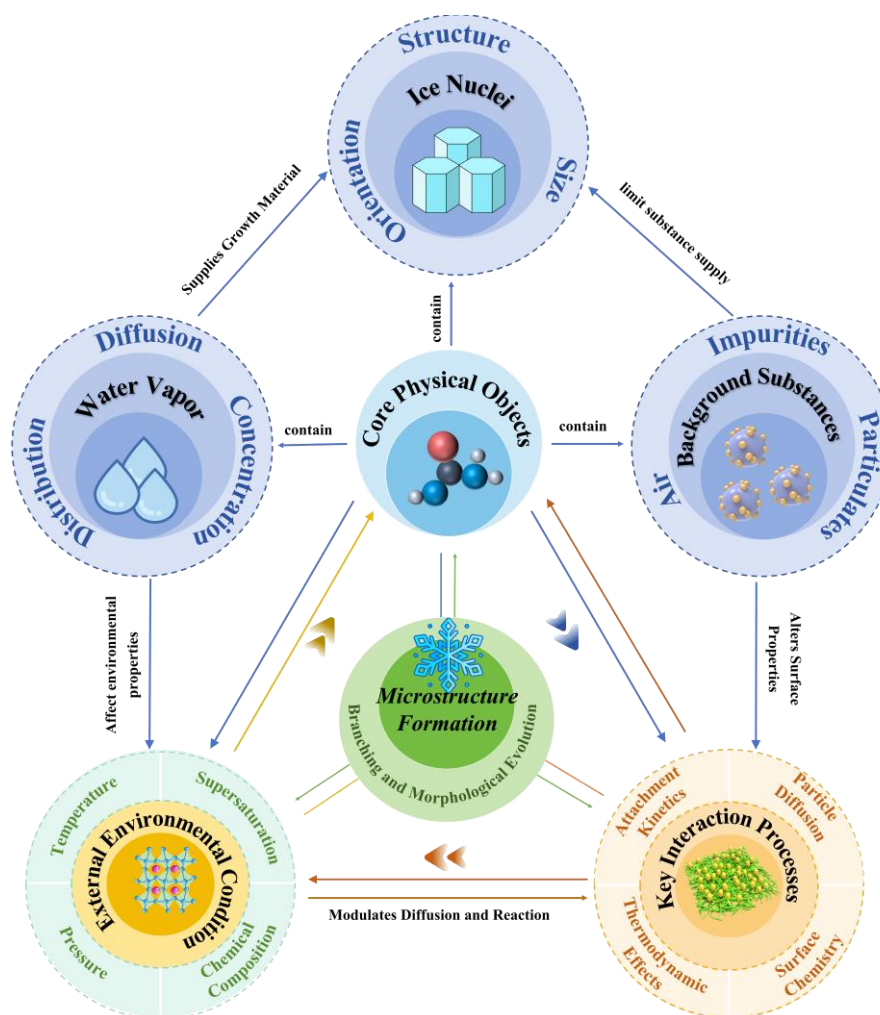 Structure
Ice Nuclei
Orientation
Size
Supplies Growth Material
limit substance supply
contain
Diffusion
Water Vapor
Concentration
Distribution
contain
Core Physical Objects
contain
Impurities
Background Substances
Air
Particulates
Affect environmental
properties
Alters Surface
Properties
Microstructure
Formation
Branching and Morphological Evolution
Temperature
Supersaturation
External Environmental Condition
Pressure
Chemical
Composition
Modulates Diffusion and Reaction
Attachment
Kinetics
Particle
Diffusion
Key Interaction Processes
Thermodynamic
Effects
Surface
Chemistry